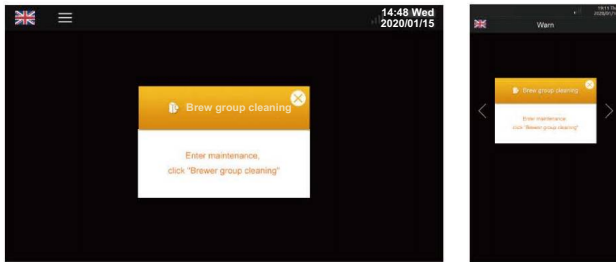 14:48 Wed
2020/01/15
Brew group cleaning
Enter maintenance,
click "Brewer group cleaning"
Warn
Brew group cleaning
Enter maintenance
click "Brewer group cleaning"